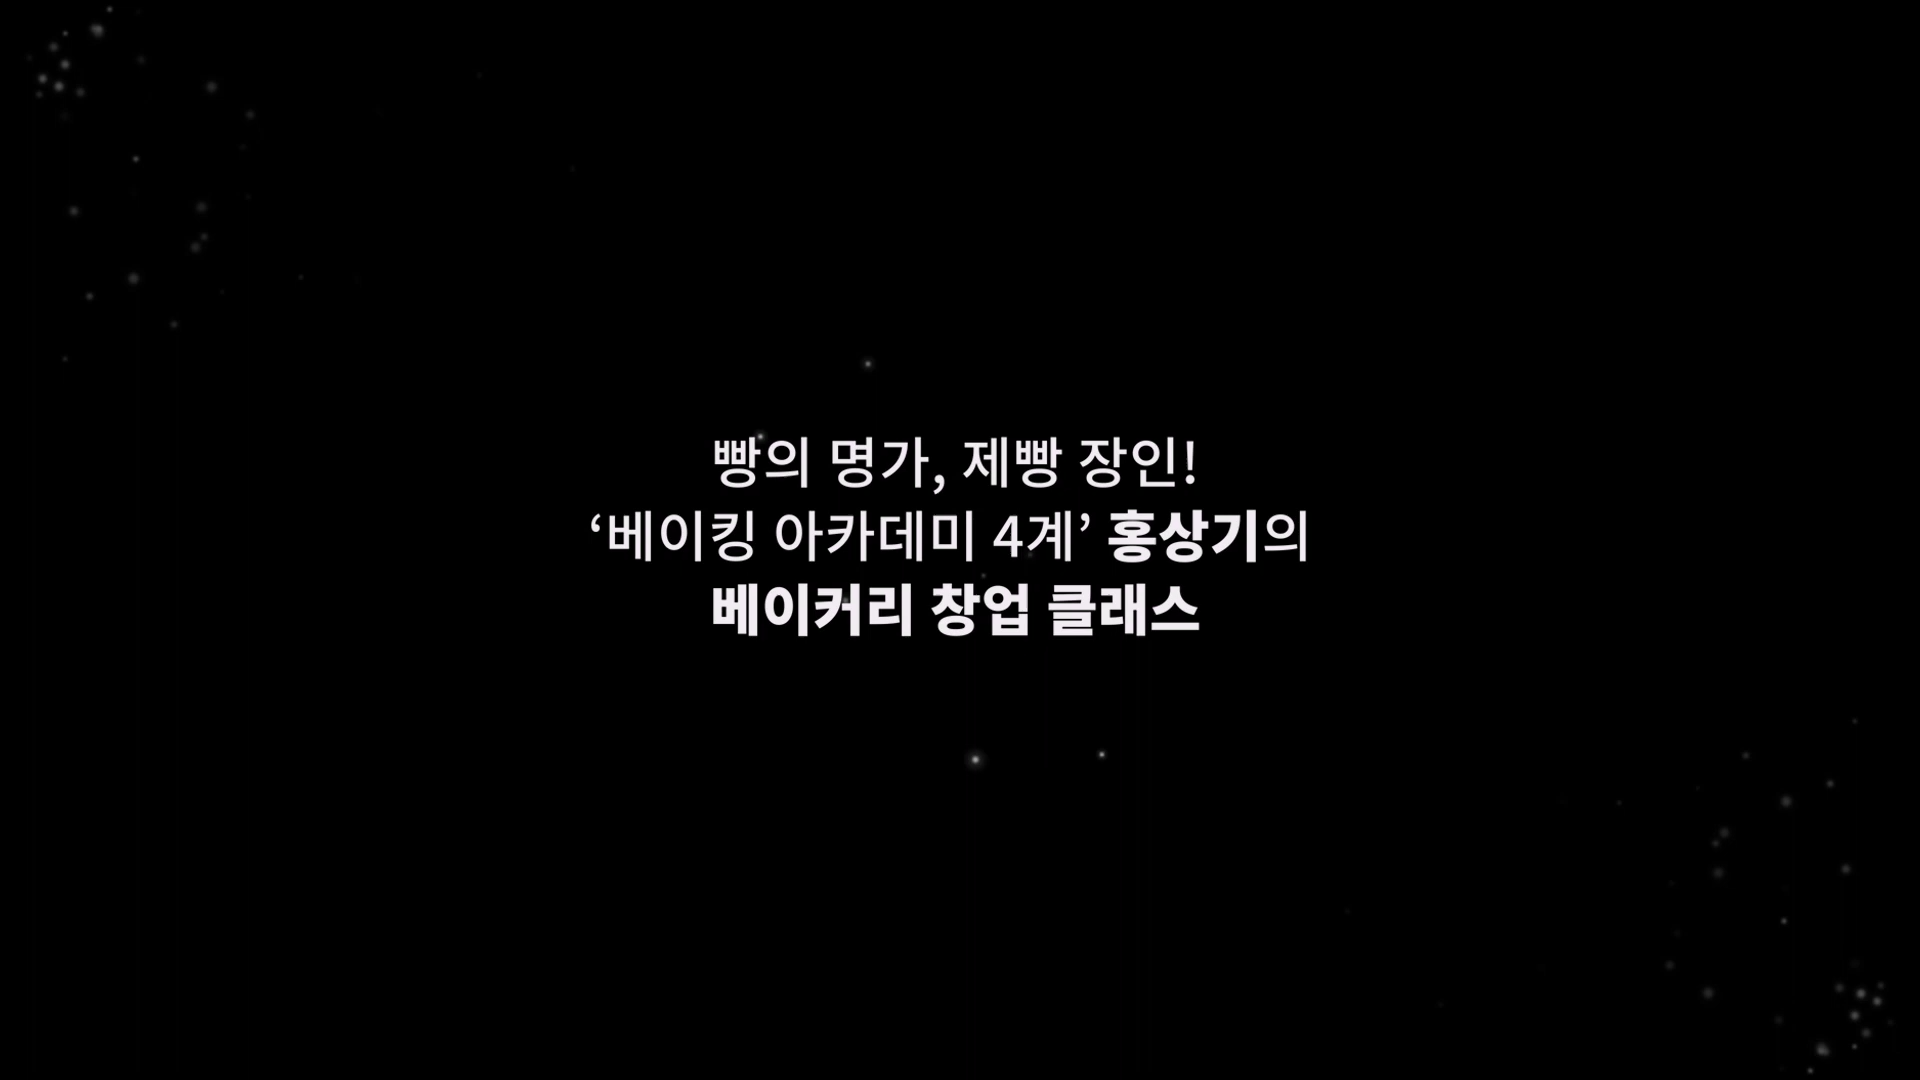 빵의 명가, 제빵 장인!
‘베이킹 아카데미 4계’ 홍상기의
베이커리 창업 클래스